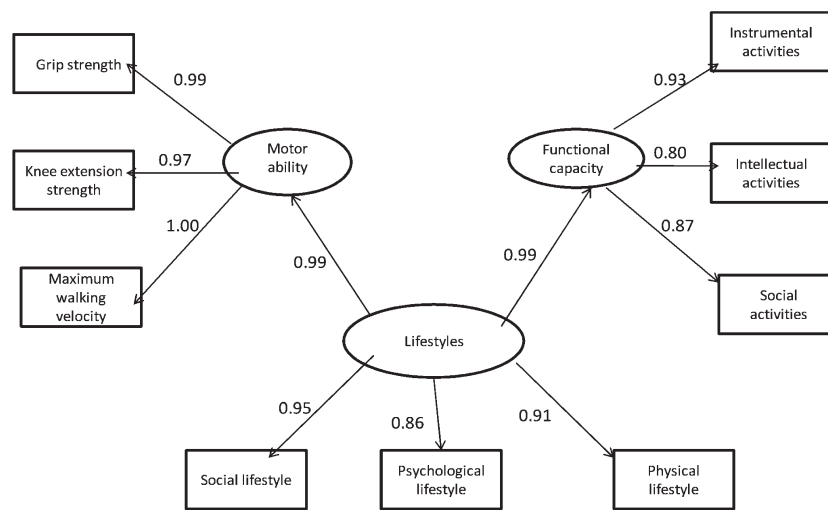 Instrumental
activities
Grip strength
0.99
0.93
Motor
ability
Functional
capacity
Knee extension
strength
0.97
0.80
Intellectual
activities
1.00
0.87
Maximum
walking
velocity
0.99
0.99
Social
activities
Lifestyles
0.95
0.86
0.91
Social lifestyle
Psychological
lifestyle
Physical
lifestyle